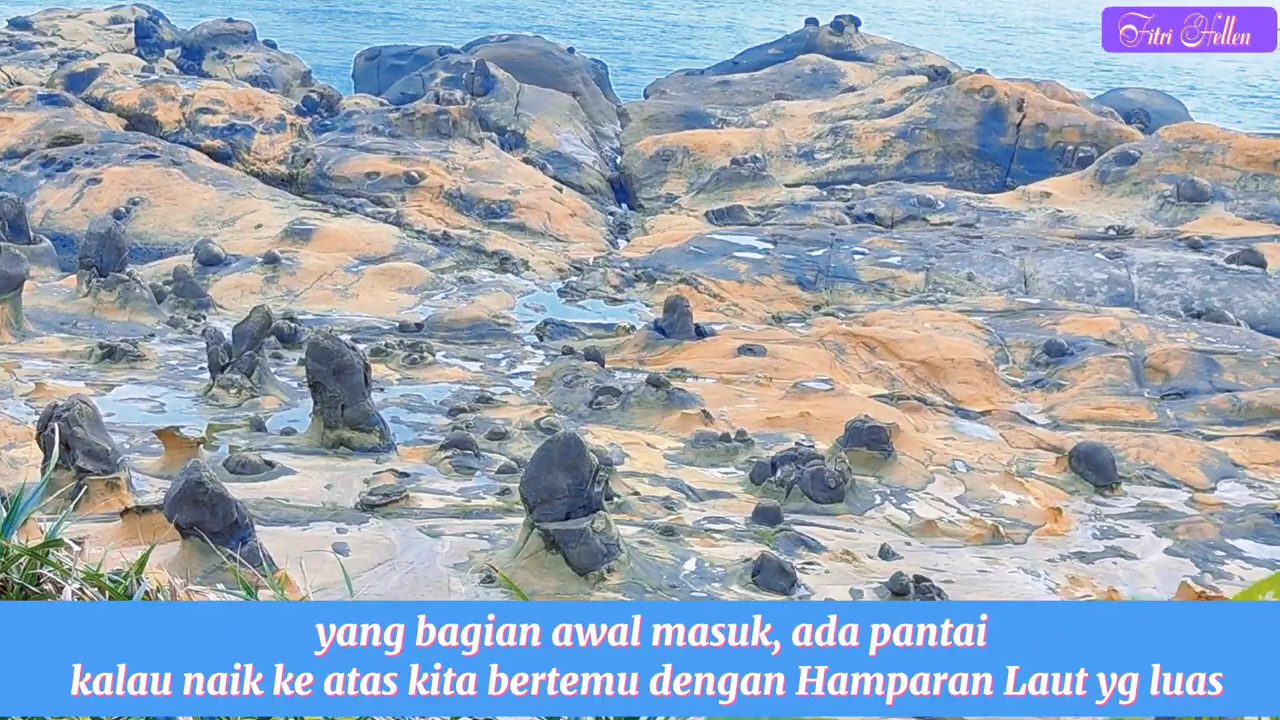 Fitri Hellen
yang bagian awal masuk, ada pantai
kalau naik ke atas kita bertemu dengan Hamparan Laut yg luas